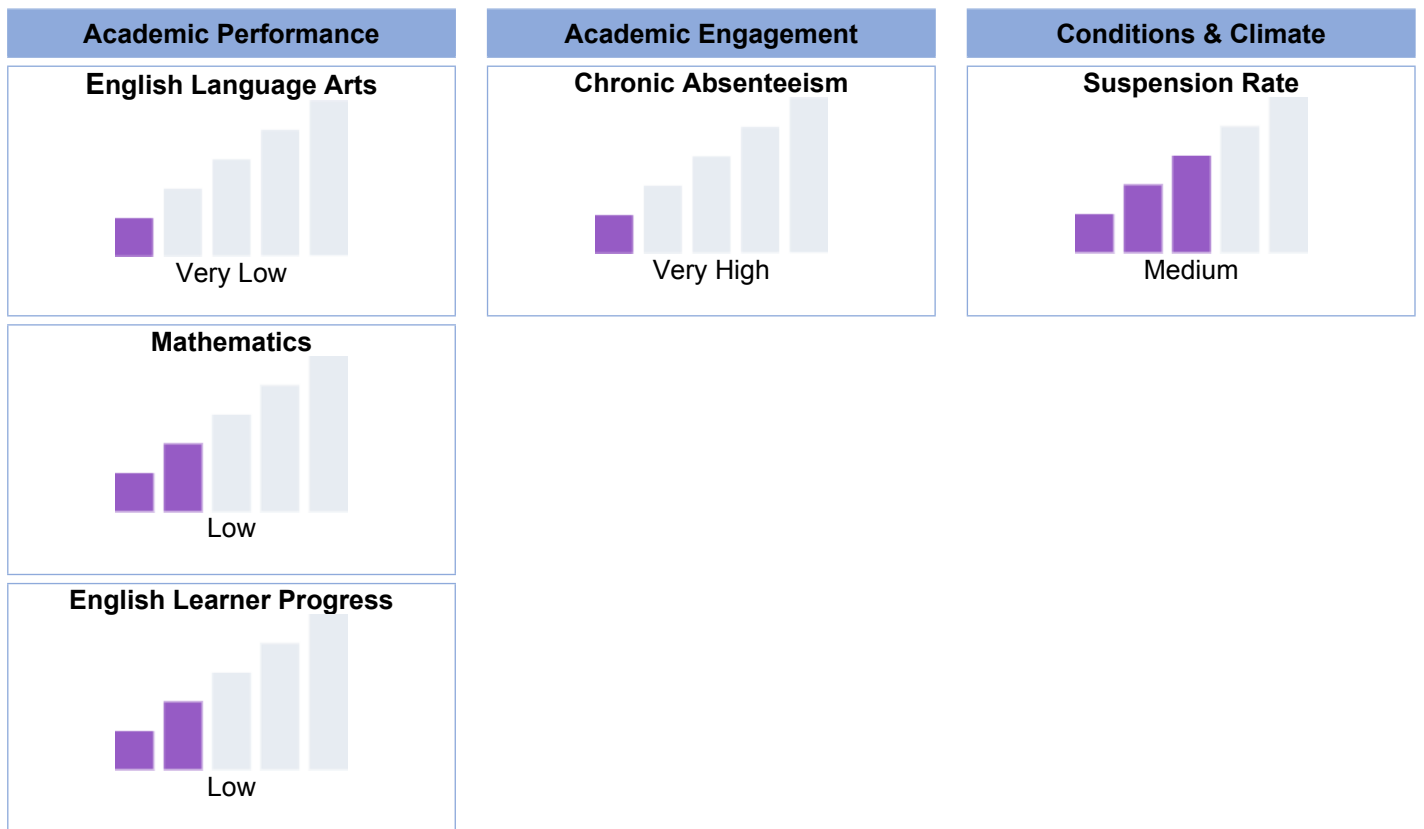 Academic Performance
Academic Engagement
Conditions & Climate
English Language Arts
Very Low
Chronic Absenteeism
Very High
Suspension Rate
Medium
Mathematics
Low
English Learner Progress
Low